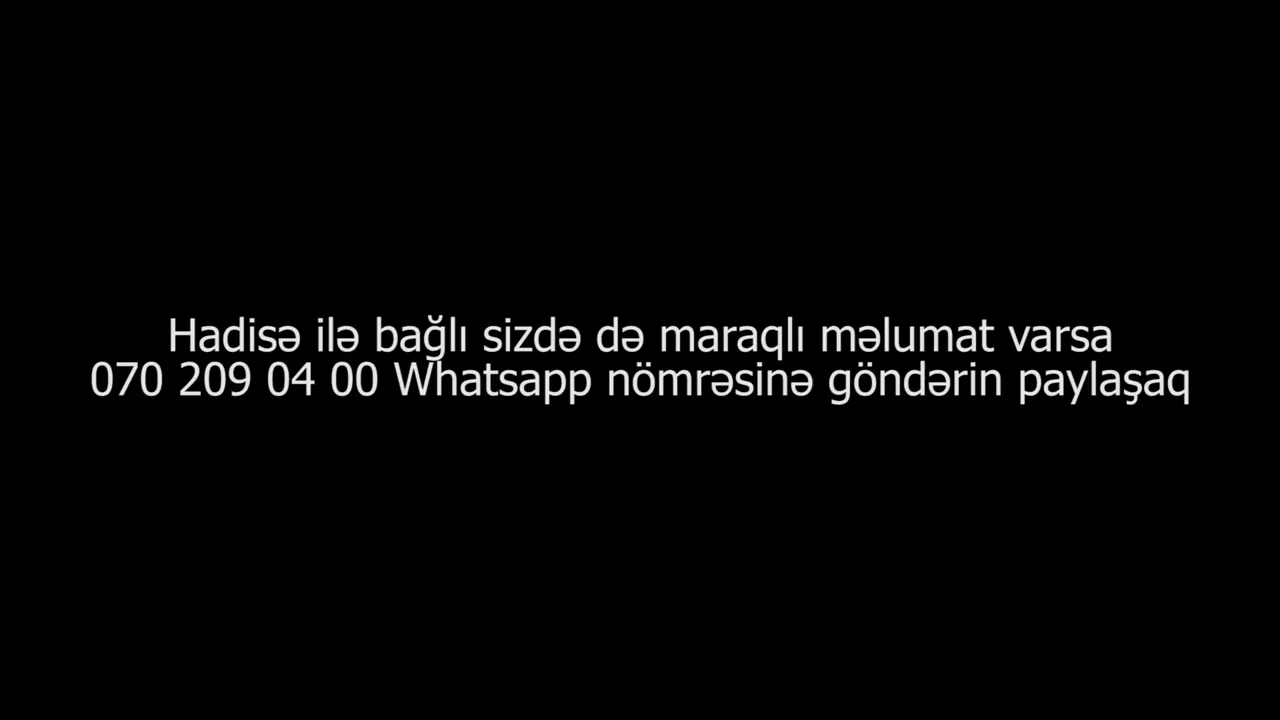 Hadisə ilə bağlı sizdə də maraqlı məlumat varsa
070 209 04 00 Whatsapp nömrəsinə göndərin paylaşaq